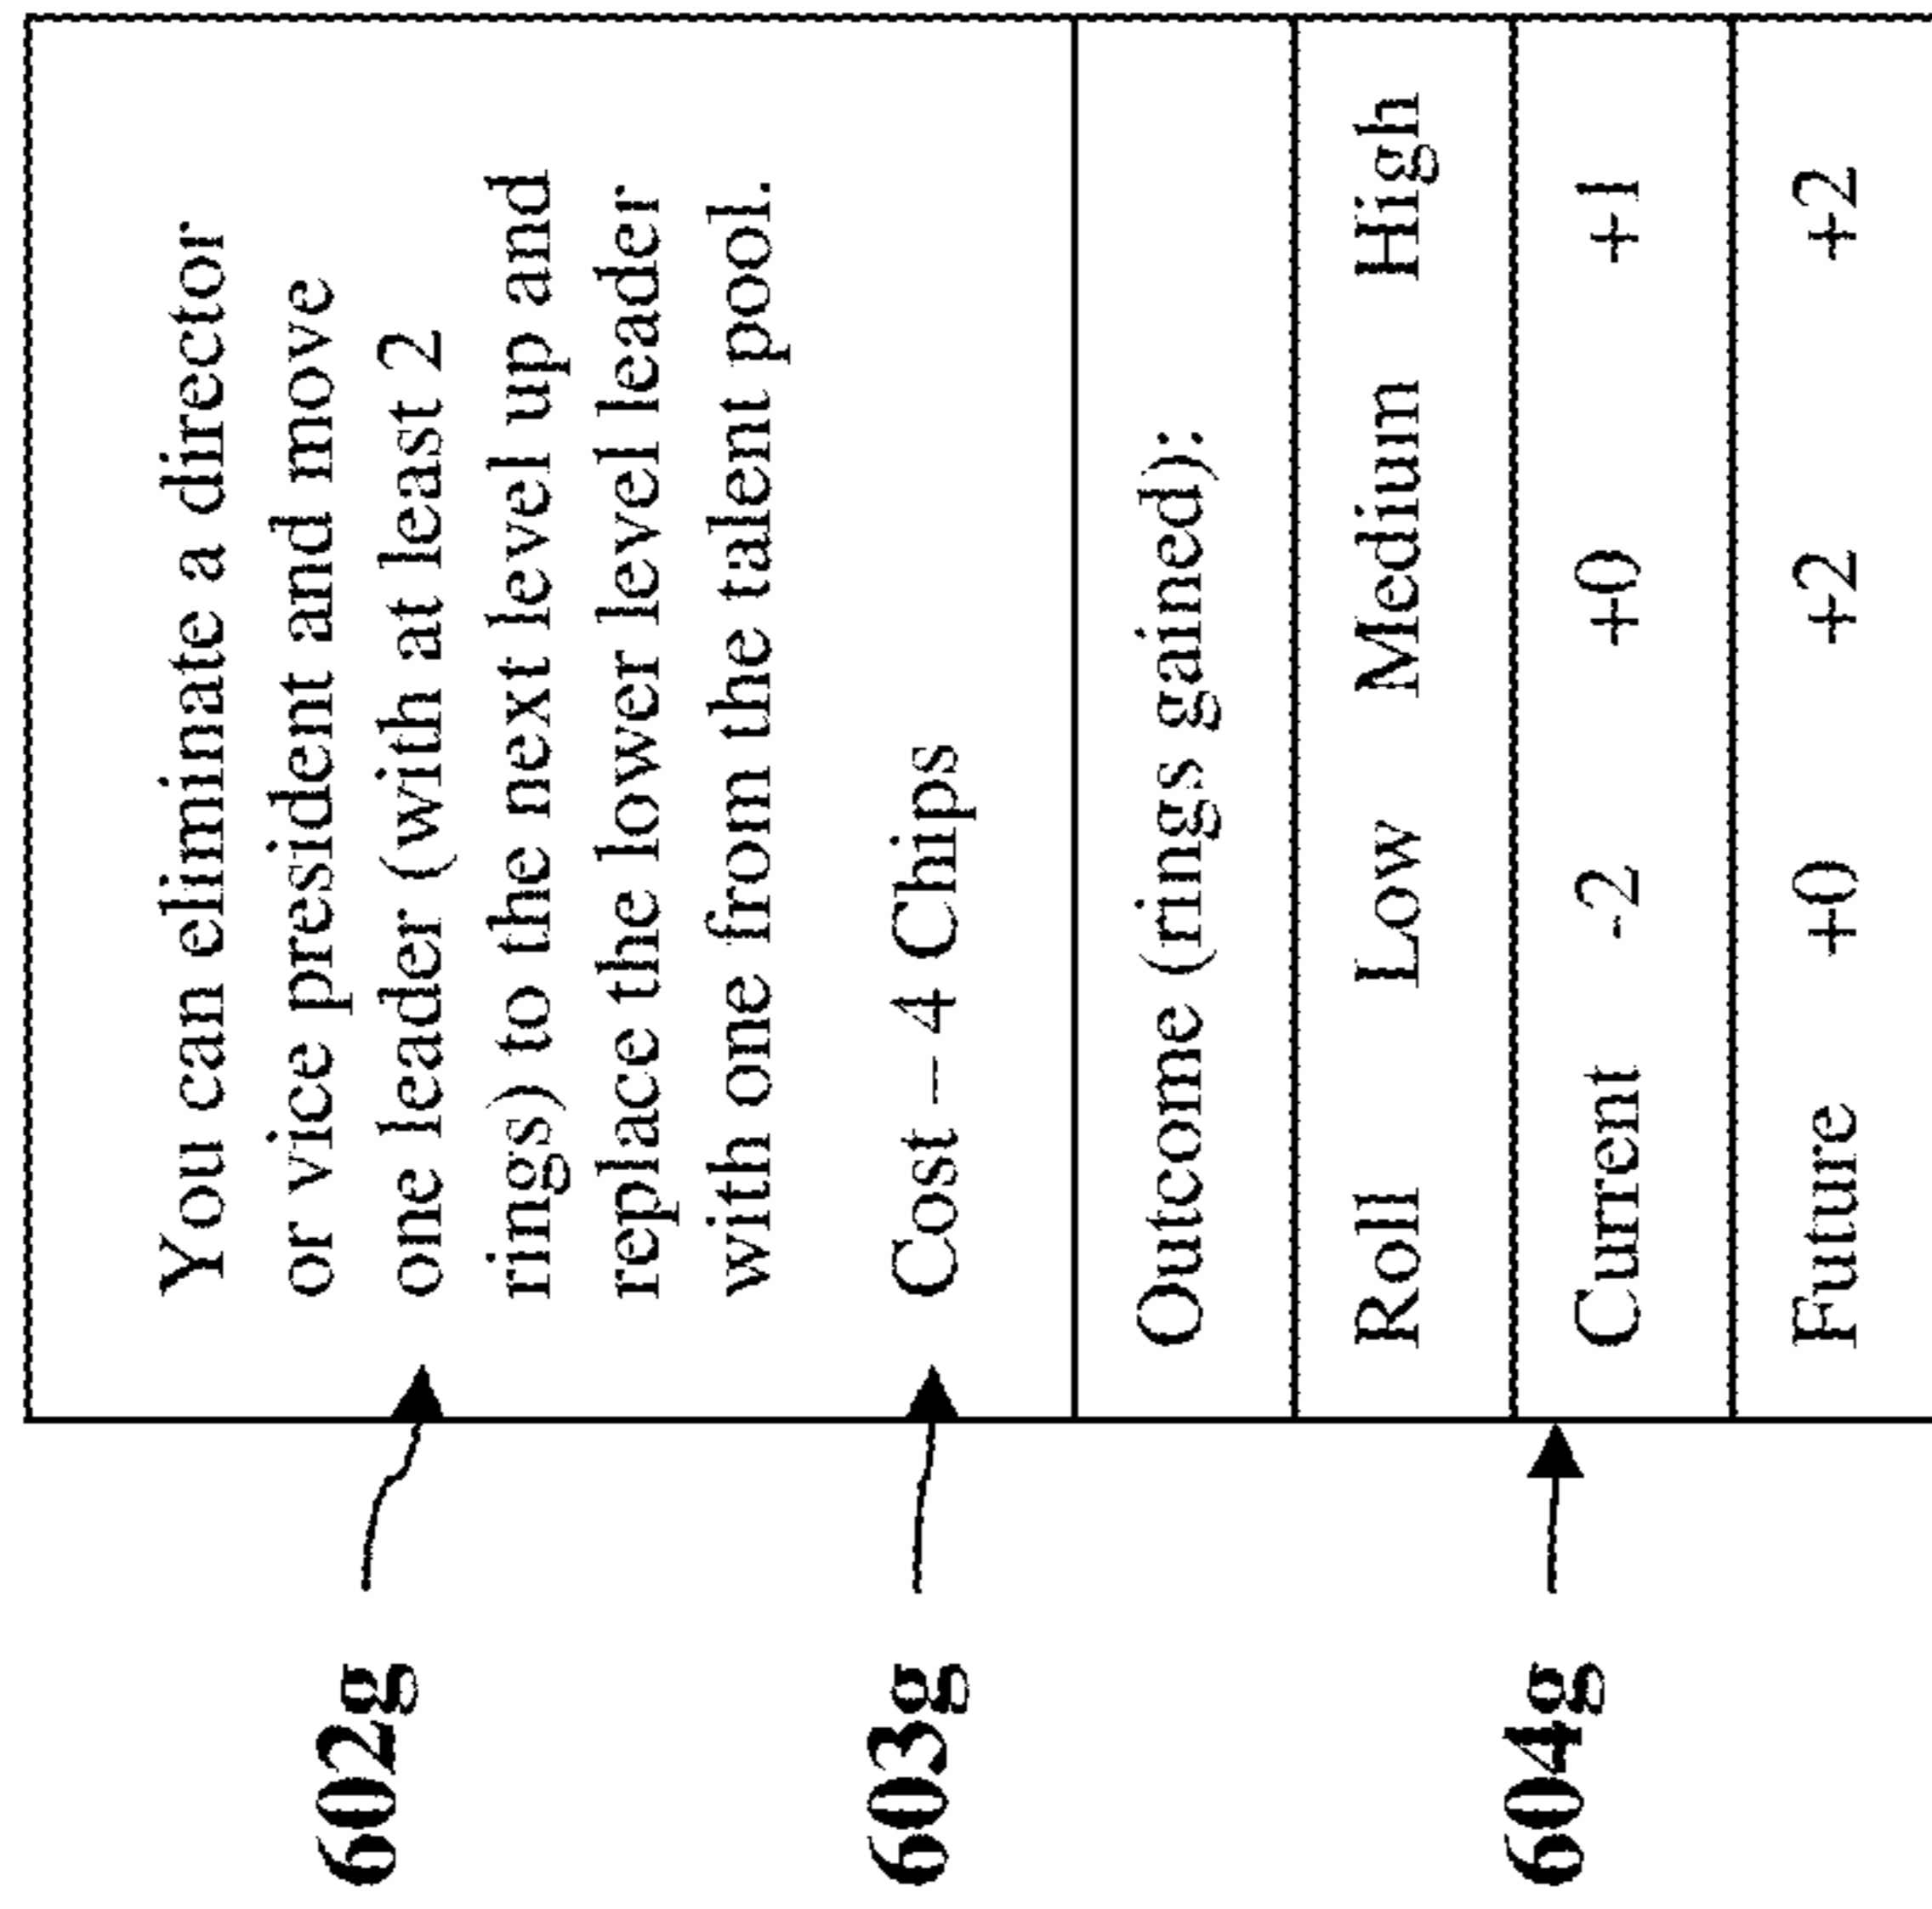 You can eliminate a director
or vice president and move
one leader (with at least 2
rings) to the next level up and
replace the lower level leader
with one from the talent pool.
Cost – 4 Chips
Outcome (rings gained):
Roll Low Medium High
Current -2 +0 +1
Future +0 +2 +2
602g
603g
604g